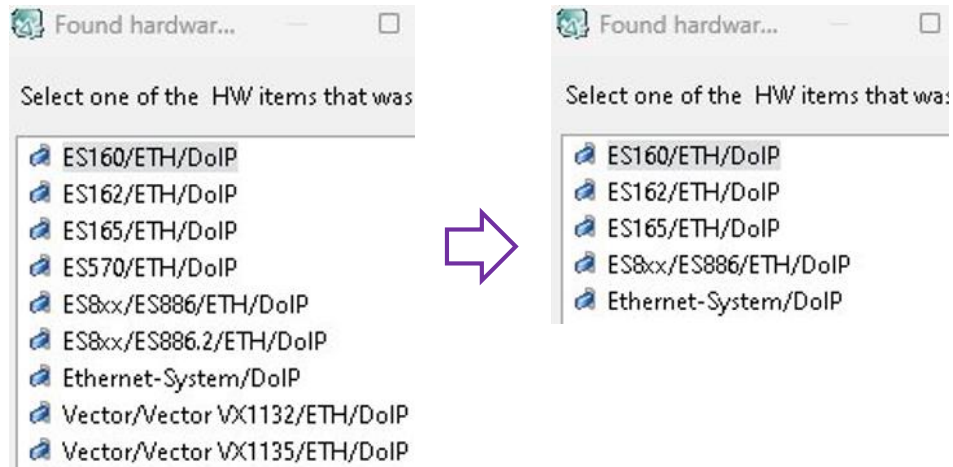 Found hardwar...
Select one of the HW items that was
ES160/ETH/DoIP
ES162/ETH/DoIP
ES165/ETH/DoIP
ES570/ETH/DoIP
ES8xx/ES886/ETH/DoIP
ES8xx/ES886.2/ETH/DoIP
Ethernet-System/DoIP
Vector/Vector VX1132/ETH/DoIP
Vector/Vector VX1135/ETH/DoIP
Found hardwar...
Select one of the HW items that was
ES160/ETH/DoIP
ES162/ETH/DoIP
ES165/ETH/DoIP
ES8xx/ES886/ETH/DoIP
Ethernet-System/DoIP